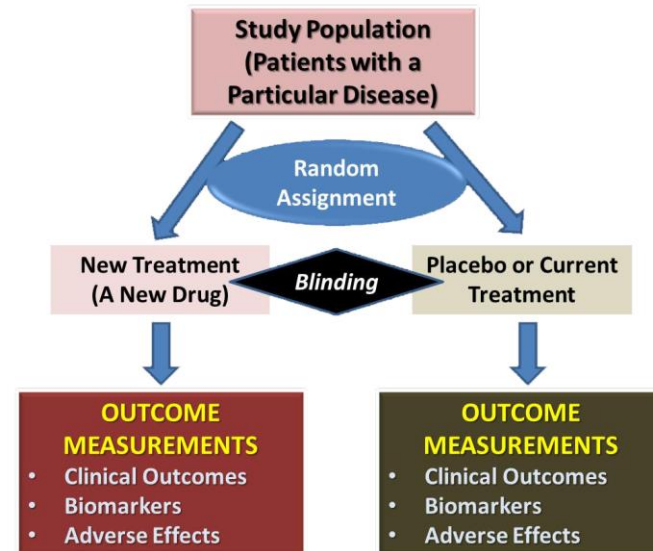 Study Population
(Patients with a
Particular Disease)
Random
Assignment
New Treatment
(A New Drug)
Blinding
Placebo or Current
Treatment
OUTCOME
MEASUREMENTS
• Clinical Outcomes
• Biomarkers
• Adverse Effects
OUTCOME
MEASUREMENTS
• Clinical Outcomes
• Biomarkers
• Adverse Effects